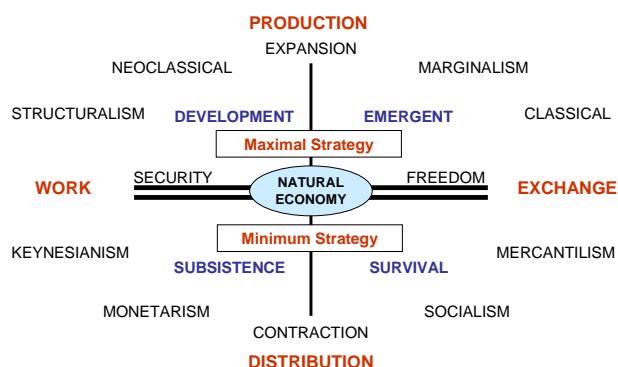 PRODUCTION
EXPANSION
NEOCLASSICAL
MARGINALISM
STRUCTURALISM
DEVELOPMENT
EMERGENT
CLASSICAL
Maximal Strategy
SECURITY
FREEDOM
WORK
NATURAL
ECONOMY
EXCHANGE
Minimum Strategy
KEYNESIANISM
MERCANTILISM
SUBSISTENCE
SURVIVAL
MONETARISM
SOCIALISM
CONTRACTION
DISTRIBUTION